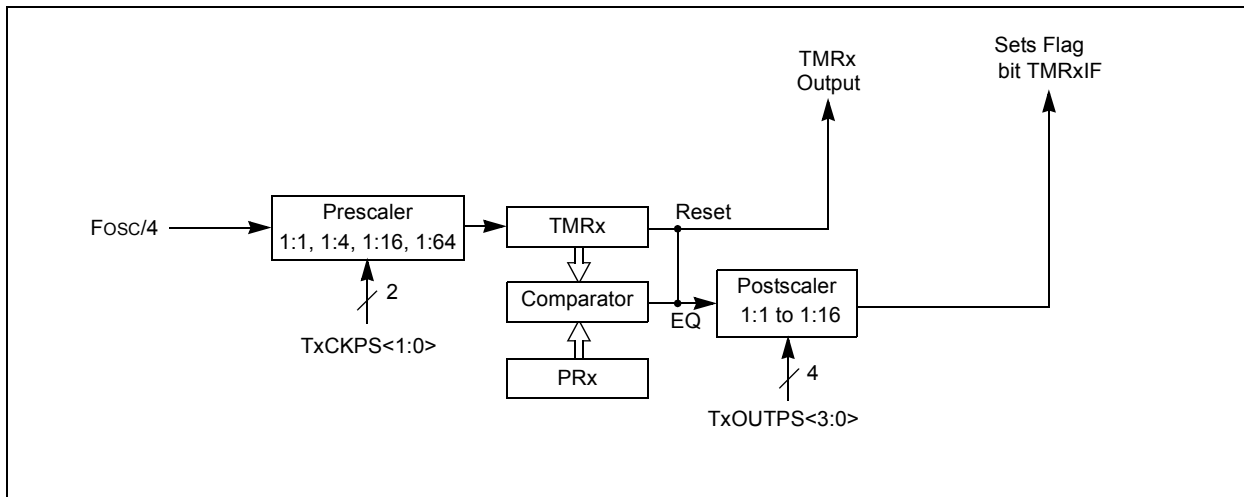 TMRx
Output
Sets Flag
bit TMRxIF
Prescaler
1:1, 1:4, 1:16, 1:64
FOSC/4
TMRx
Reset
2
Comparator
EQ
Postscaler
1:1 to 1:16
TxCKPS<1:0>
PRx
4
TxOUTPS<3:0>